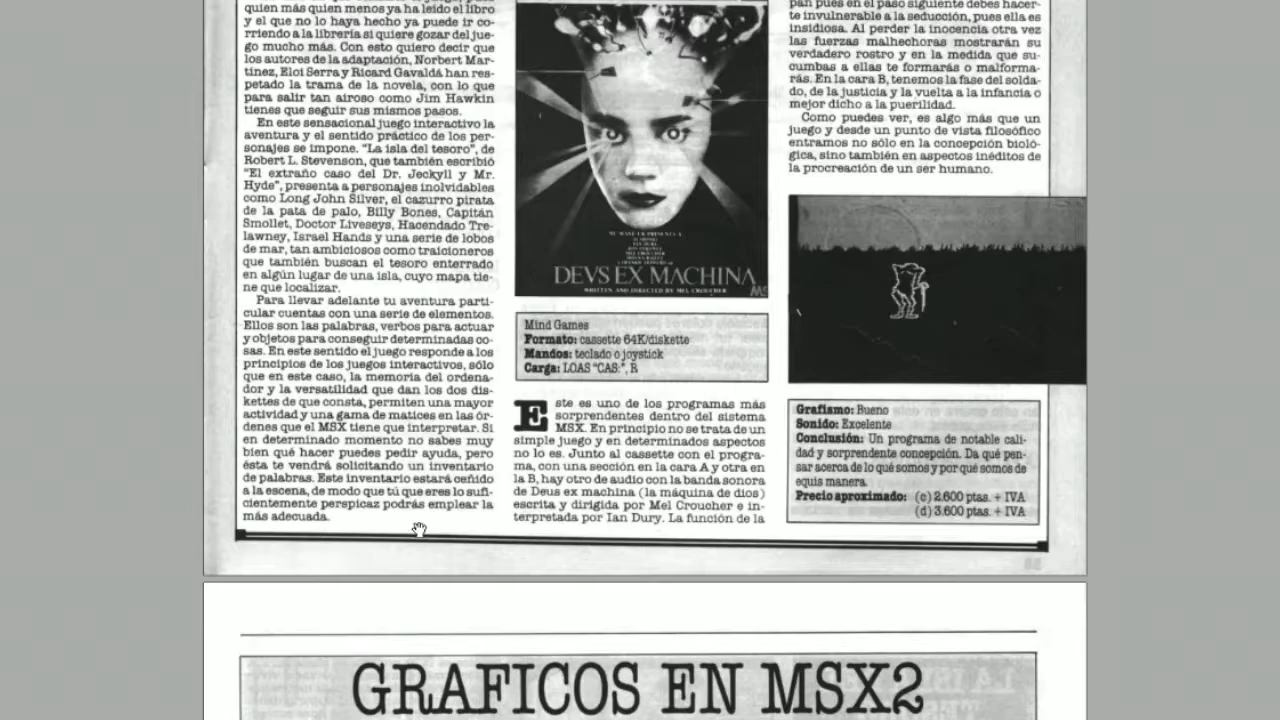 quien más quien menos ya ha leído el libro
y el que no lo haya hecho ya puede ir co-
rriendo a la librería si quiere gozar del jue-
go mucho más. Con esto quiero decir que
los autores de la adaptación, Norbert Mar-
tínez, Eloi Serra y Ricard Gavaldá han res-
petado la trama de la novela, con lo que
para salir tan airoso como Jim Hawkin
tienes que seguir sus mismos pasos.
En este sensacional juego interactivo la
aventura y el sentido práctico de los per-
sonajes se impone. "La isla del tesoro", de
Robert L. Stevenson, que también escribió
"El extraño caso del Dr. Jeckyll y Mr.
Hyde", presenta a personajes inolvidables
como Long John Silver, el cazurro pirata
de la pata de palo, Billy Bones, Capitán
Smollet, Doctor Liveseys, Hacendado Tre-
lawney, Israel Hands y una serie de lobos
de mar, tan ambiciosos como traicioneros
que también buscan el tesoro enterrado
en algún lugar de una isla, cuyo mapa tie-
ne que localizar.
Para llevar adelante tu aventura parti-
cular cuentas con una serie de elementos.
Ellos son las palabras, verbos para actuar
y objetos para conseguir determinadas co-
sas. En este sentido el juego responde a los
principios de los juegos interactivos, sólo
que en este caso, la memoria del ordena-
dor y la versatilidad que dan los dos dis-
kettes de que consta, permiten una mayor
actividad y una gama de matices en las ór-
denes que el MSX tiene que interpretar. Si
en determinado momento no sabes muy
bien qué hacer puedes pedir ayuda, pero
ésta te vendrá solicitando un inventario
de palabras. Este inventario estará ceñido
a la escena, de modo que tú que eres lo sufi-
cientemente perspicaz podrás emplear la
más adecuada.
DEVS EX MACHINA
WRITTEN AND DIRECTED BY MEL CROUCHER
Mind Games
Formato: cassette 64K/diskette
Mandos: teclado o joystick
Carga: LOAS "CAS:", R
Este es uno de los programas más
sorprendentes dentro del sistema
MSX. En principio no se trata de un
simple juego y en determinados aspectos
no lo es. Junto al cassette con el progra-
ma, con una sección en la cara A y otra en
la B, hay otro de audio con la banda sonora
de Deus ex machina (la máquina de dios)
escrita y dirigida por Mel Croucher e in-
terpretada por Ian Dury. La función de la
pan pues en el paso siguiente debes hacer-
te invulnerable a la seducción, pues ella es
insidiosa. Al perder la inocencia otra vez
las fuerzas malhechoras mostrarán su
verdadero rostro y en la medida que su-
cumbas a ellas te formarás o malforma-
rás. En la cara B, tenemos la fase del solda-
do, de la justicia y la vuelta a la infancia o
mejor dicho a la puerilidad.
Como puedes ver, es algo más que un
juego y desde un punto de vista filosófico
entramos no sólo en la concepción bioló-
gica, sino también en aspectos inéditos de
la procreación de un ser humano.
Grafismo: Bueno
Sonido: Excelente
Conclusión: Un programa de notable cali-
dad y sorprendente concepción. Da qué pen-
sar acerca de lo qué somos y por qué somos de
equis manera.
Precio aproximado: (c) 2.600 ptas. + IVA
(d) 3.600 ptas. + IVA
GRAFICOS EN MSX2